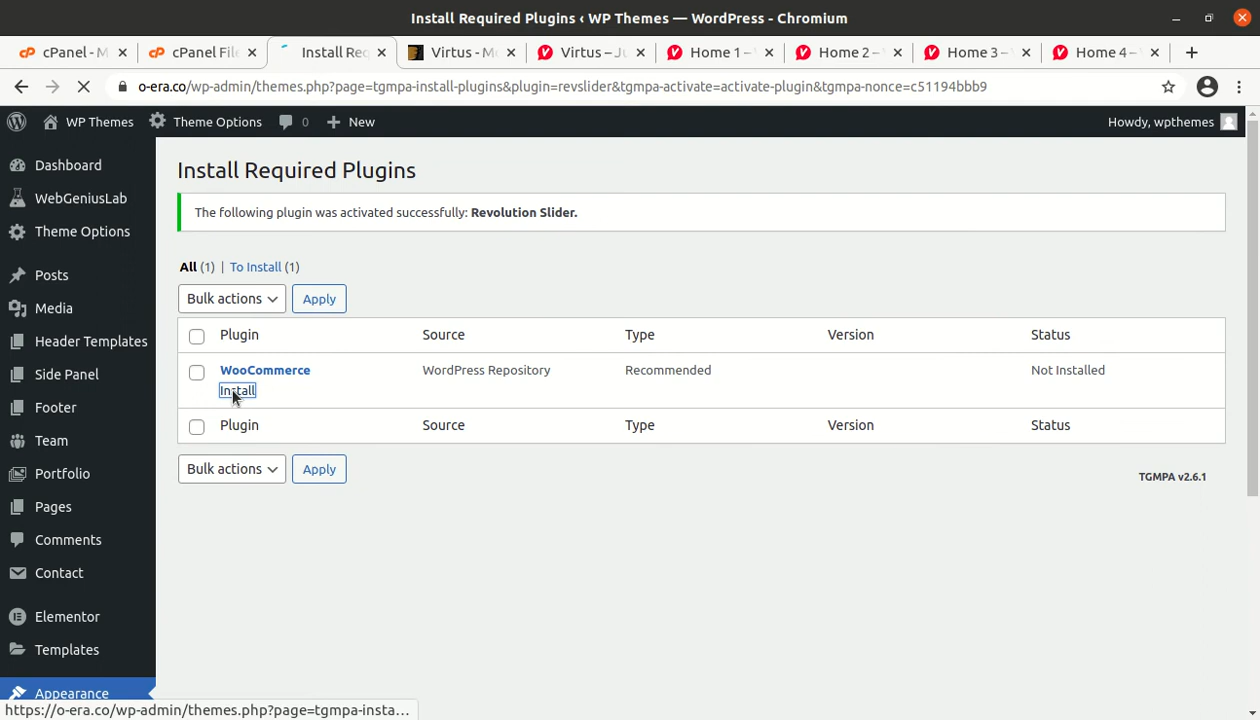 Install Required Plugins ‹ WP Themes — WordPress - Chromium
cPanel - M
cPanel File
Install Req
Virtus - Mo
Virtus – Ju
Home 1 –
Home 2 –
Home 3 –
Home 4 –
o-era.co/wp-admin/themes.php?page=tgmpa-install-plugins&plugin=revslider&tgmpa-activate=activate-plugin&tgmpa-nonce=c51194bbb9
WP Themes
Theme Options
0
New
Howdy, wpthemes
Dashboard
WebGeniusLab
Theme Options
Posts
Media
Header Templates
Side Panel
Footer
Team
Portfolio
Pages
Comments
Contact
Elementor
Templates
Appearance
Install Required Plugins
The following plugin was activated successfully: Revolution Slider.
All (1) | To Install (1)
Bulk actions Apply
Plugin Source Type Version Status
WooCommerce WordPress Repository Recommended Not Installed
Install
Plugin Source Type Version Status
Bulk actions Apply
TGMPA v2.6.1
https://o-era.co/wp-admin/themes.php?page=tgmpa-insta...